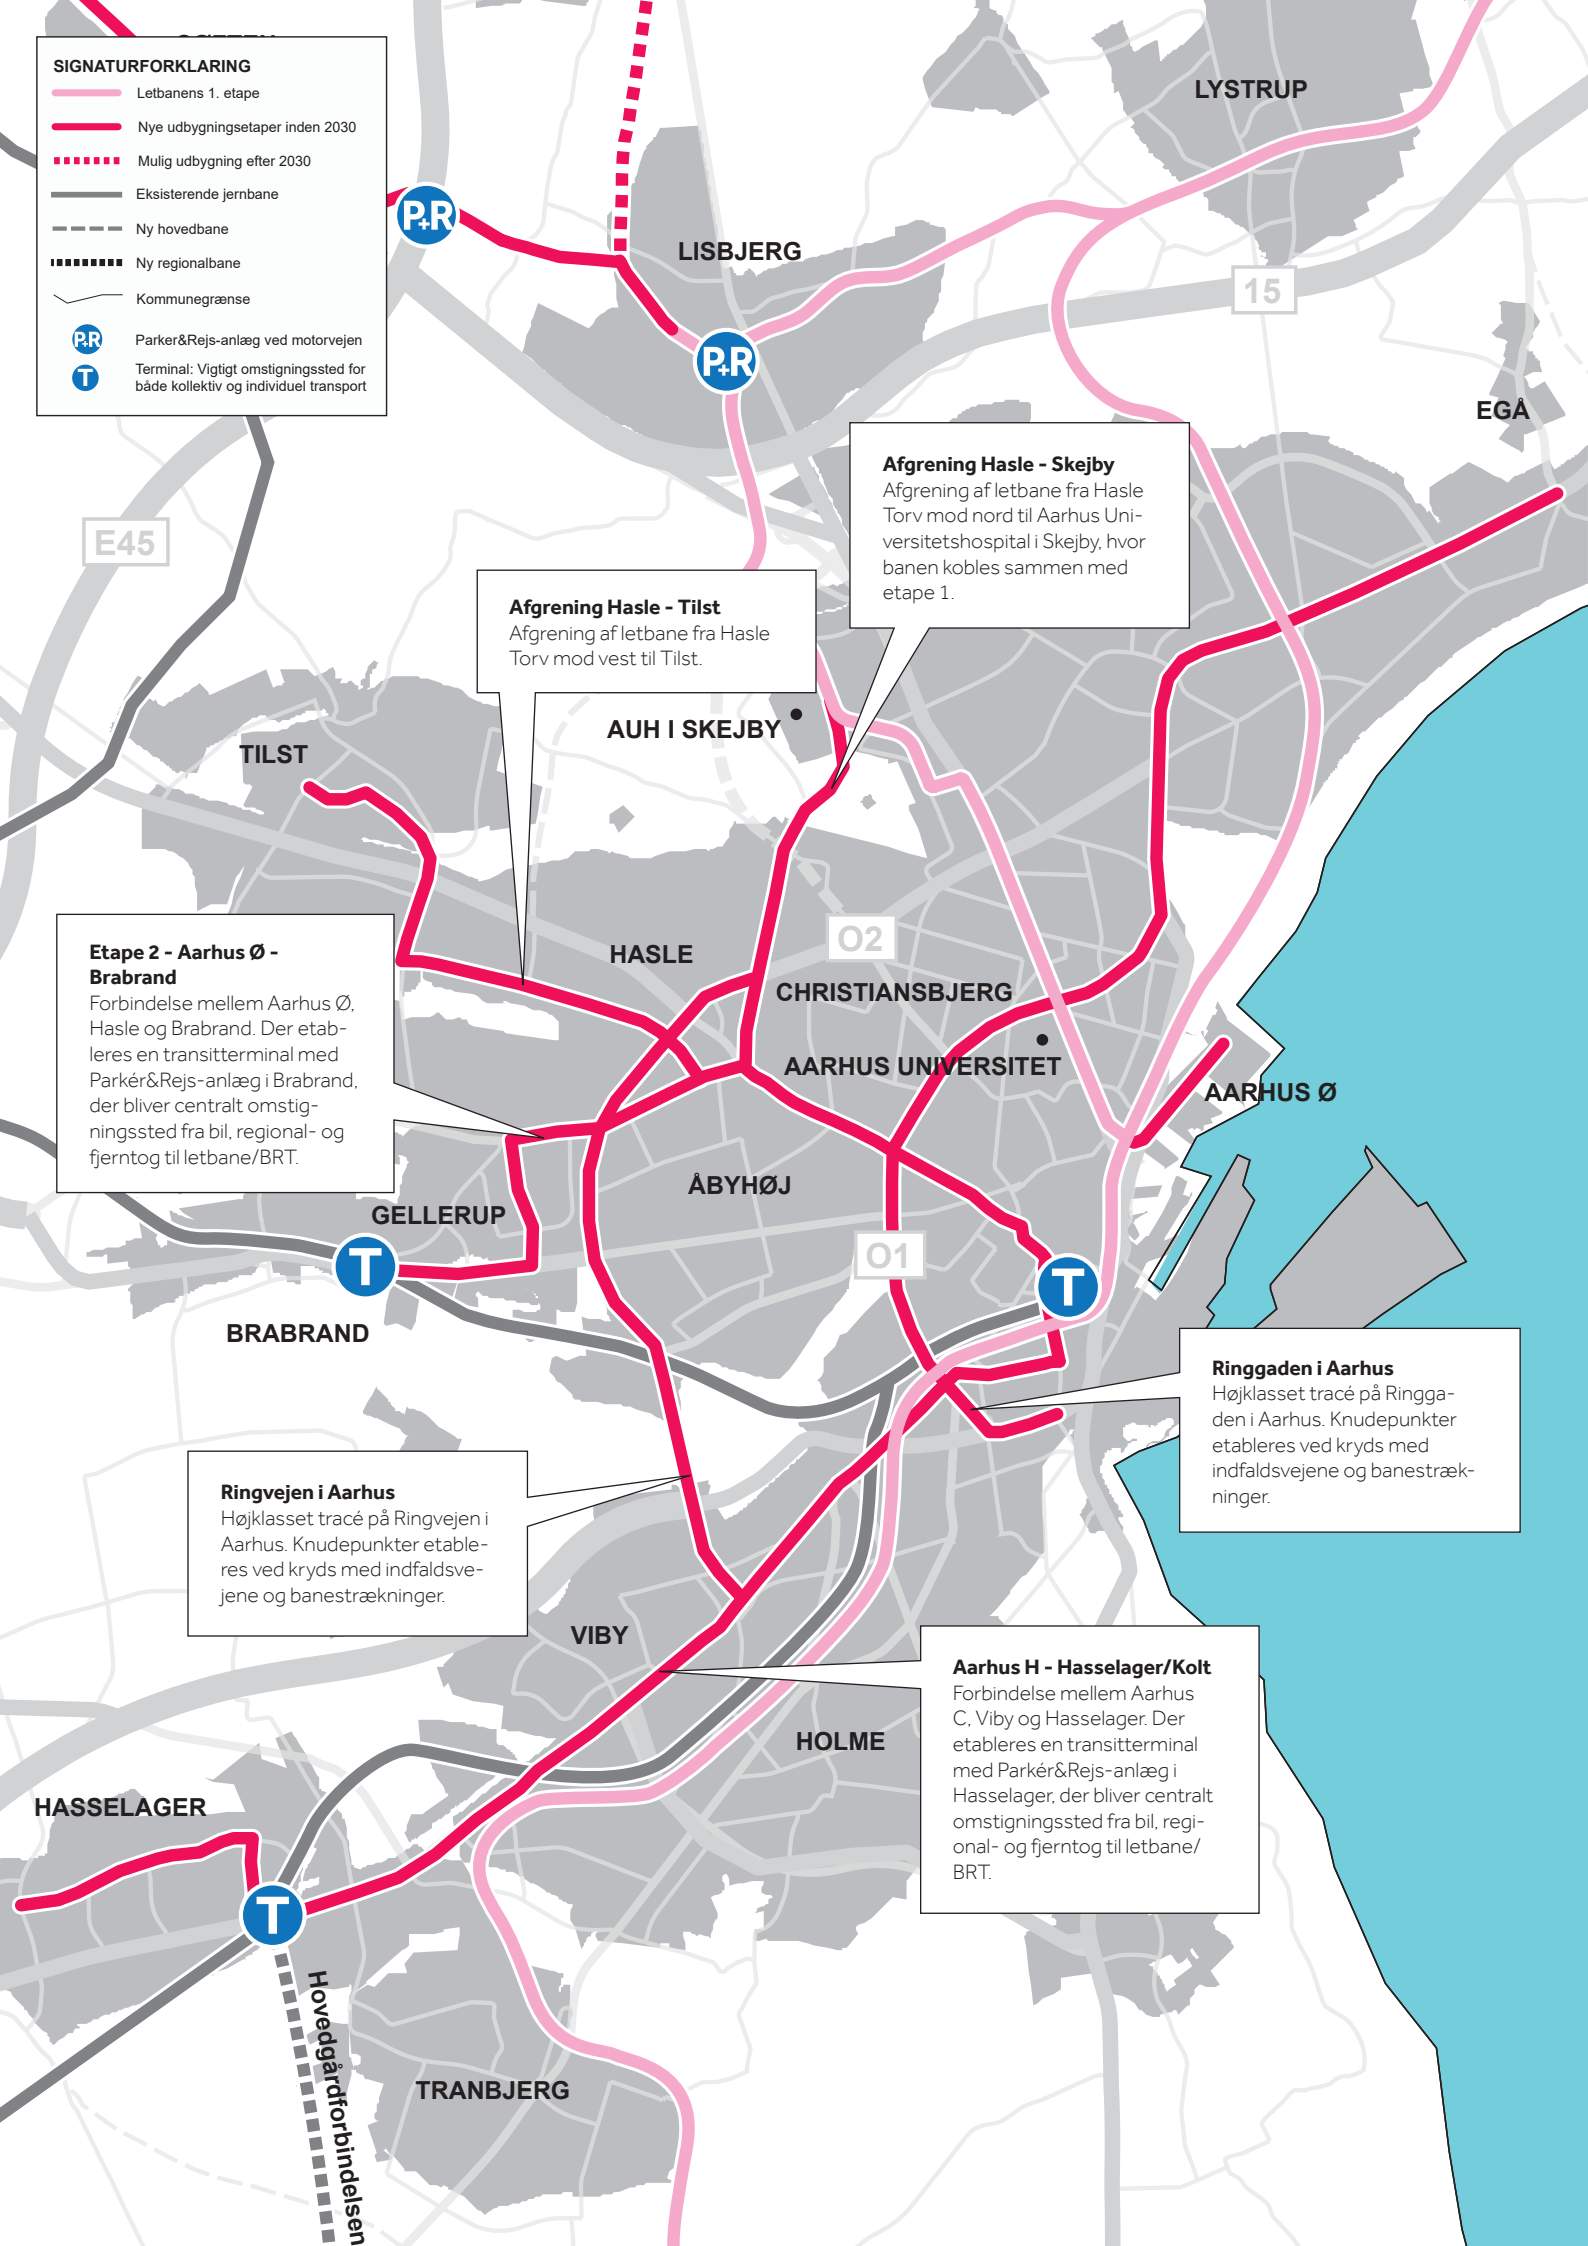 SIGNATURFORKLARING
Letbanens 1. etape
Nye udbygningsetaper inden 2030
Mulig udbygning efter 2030
Eksisterende jernbane
Ny hovedbane
Ny regionalbane
Kommunegrænse
P+R
Parker&Rejs-anlæg ved motorvejen
T
Terminal: Vigtigt omstigningssted for
både kollektiv og individuel transport
LYSTRUP
P+R
LISBJERG
15
P+R
EGÅ
E45
Afgrening Hasle - Skejby
Afgrening af letbane fra Hasle
Torv mod nord til Aarhus Uni-
versitetshospital i Skejby, hvor
banen kobles sammen med
etape 1.
Afgrening Hasle - Tilst
Afgrening af letbane fra Hasle
Torv mod vest til Tilst.
AUH I SKEJBY
TILST
Etape 2 - Aarhus Ø -
Brabrand
Forbindelse mellem Aarhus Ø,
Hasle og Brabrand. Der etab-
leres en transitterminal med
Parkér&Rejs-anlæg i Brabrand,
der bliver centralt omstig-
ningssted fra bil, regional- og
fjerntog til letbane/BRT.
HASLE
O2
CHRISTIANSBJERG
AARHUS UNIVERSITET
AARHUS Ø
ÅBYHØJ
GELLERUP
O1
T
T
BRABRAND
Ringgaden i Aarhus
Højklasset tracé på Ringga-
den i Aarhus. Knudepunkter
etableres ved kryds med
indfaldsvejene og banestræk-
ninger.
Ringvejen i Aarhus
Højklasset tracé på Ringvejen i
Aarhus. Knudepunkter etable-
res ved kryds med indfaldsve-
jene og banestrækninger.
VIBY
Aarhus H - Hasselager/Kolt
Forbindelse mellem Aarhus
C, Viby og Hasselager. Der
etableres en transitterminal
med Parkér&Rejs-anlæg i
Hasselager, der bliver centralt
omstigningssted fra bil, regi-
onal- og fjerntog til letbane/
BRT.
HOLME
HASSELAGER
T
Hovedgårdforbindelsen
TRANBJERG